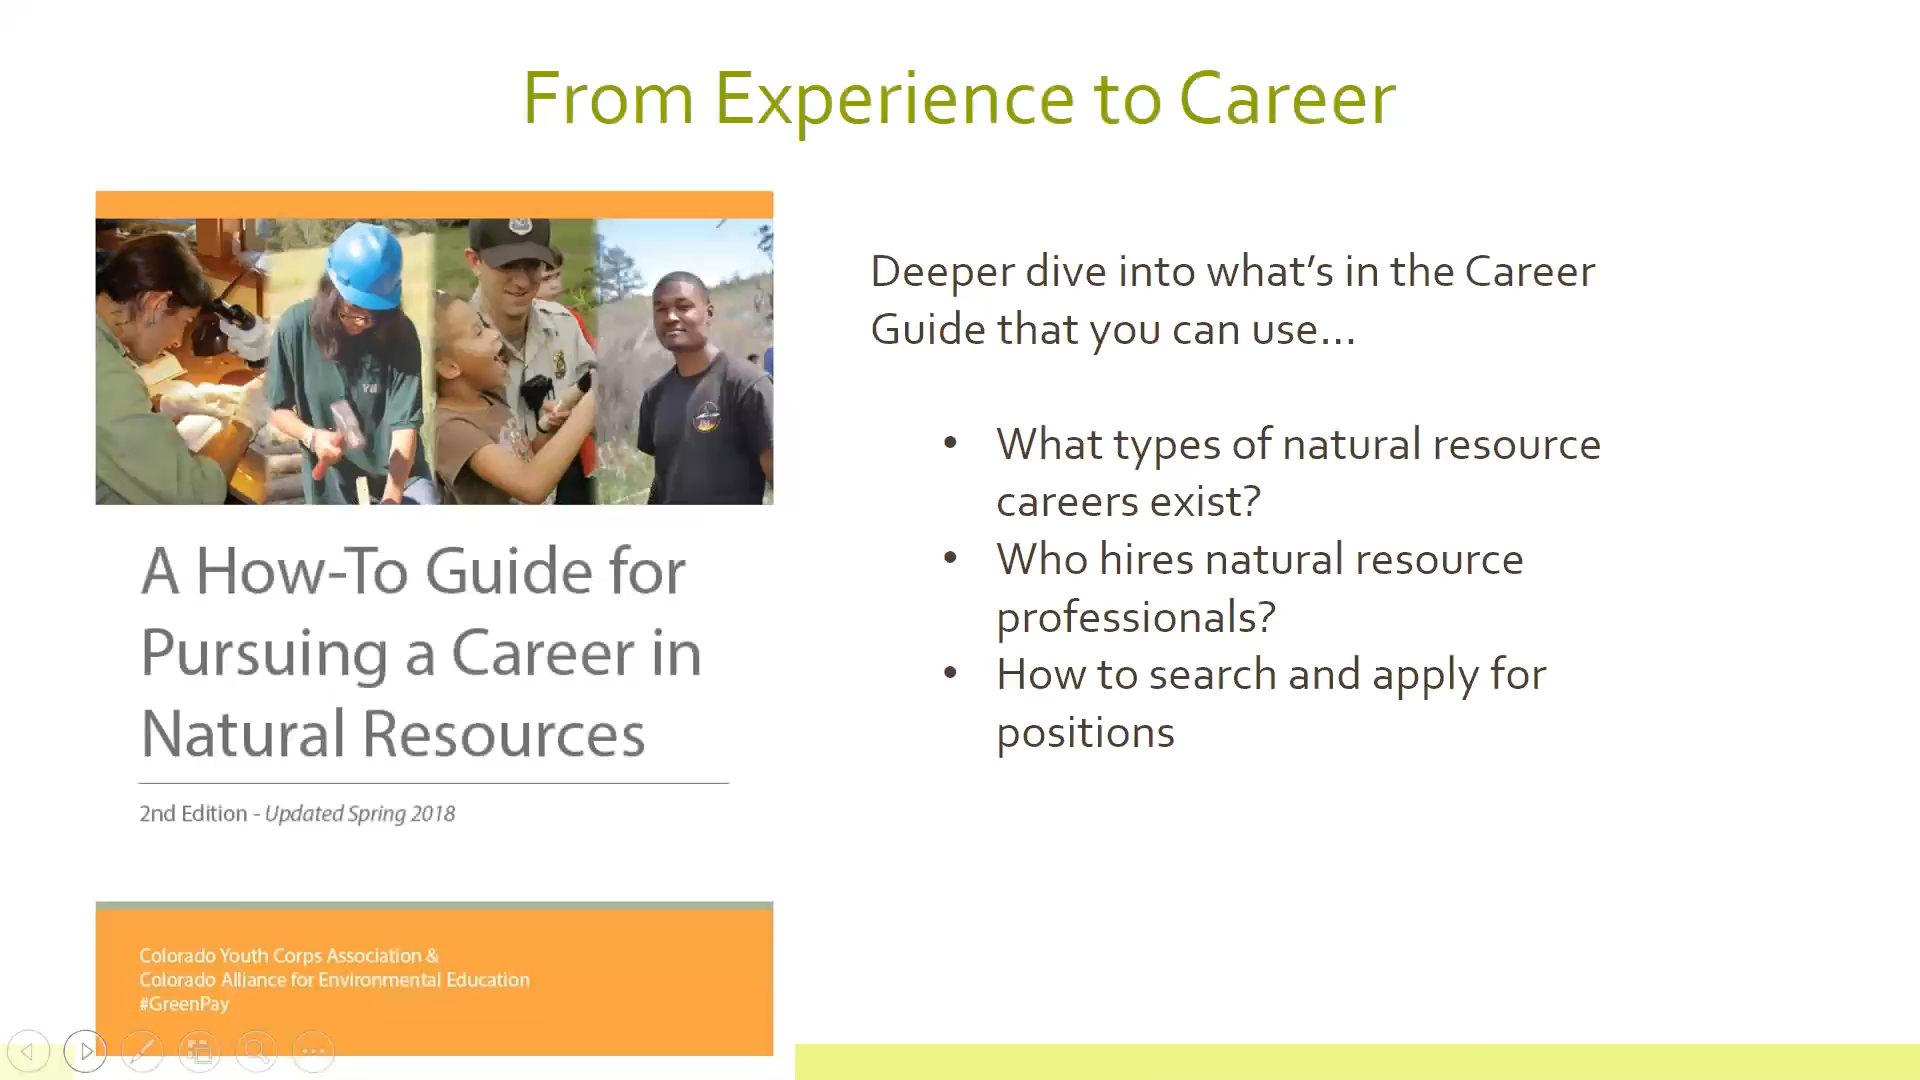 From Experience to Career
A How-To Guide for
Pursuing a Career in
Natural Resources
2nd Edition - Updated Spring 2018
Colorado Youth Corps Association &
Colorado Alliance for Environmental Education
#GreenPay
Deeper dive into what's in the Career
Guide that you can use...
• What types of natural resource
careers exist?
• Who hires natural resource
professionals?
• How to search and apply for
positions